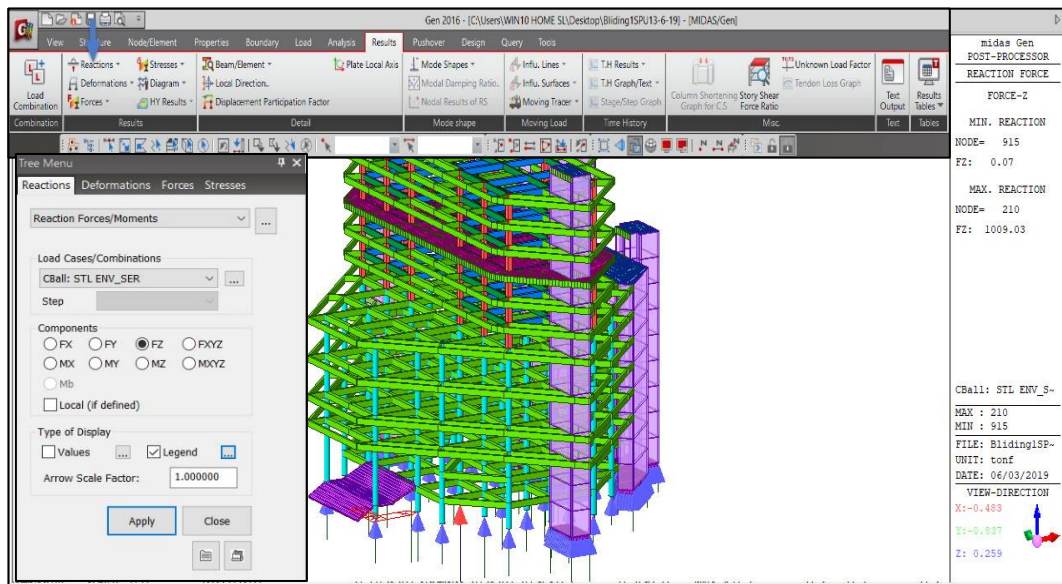 Gen 2016 - [C:\Users\WIN10 HOME SL\Desktop\Bliding1SPU13-6-19] - [MIDAS/Gen]
View Structure Node/Element Properties Boundary Load Analysis Results Pushover Design Query Tools
Load Combination
Combination
Reactions Stresses
Deformations Diagram
Forces HY Results
Results
Beam/Element Plate Local Axis
Local Direction..
Displacement Participation Factor
Detail
Mode Shapes
Modal Damping Ratio..
Nodal Results of RS
Mode shape
Influ. Lines
Influ. Surfaces
Moving Tracer
Moving Load
T.H Results
T.H Graph/Text
Stage/Step Graph
Time History
Column Shortening Graph for C.S
Story Shear Force Ratio
Unknown Load Factor
Tendon Loss Graph
Misc.
Text Output
Text
Results Tables
Tables
Tree Menu
Reactions Deformations Forces Stresses
Reaction Forces/Moments
...
Load Cases/Combinations
CBall: STL ENV_SER
...
Step
Components
FX FY FZ FXYZ
MX MY MZ MXYZ
Mb
Local (if defined)
Type of Display
Values ... Legend ...
Arrow Scale Factor: 1.000000
Apply Close
midas Gen
POST-PROCESSOR
REACTION FORCE
FORCE-Z
MIN. REACTION
NODE= 915
FZ: 0.07
MAX. REACTION
NODE= 210
FZ: 1009.03
CBall: STL ENV_S~
MAX : 210
MIN : 915
FILE: Bliding1SP~
UNIT: tonf
DATE: 06/03/2019
VIEW-DIRECTION
X:-0.483
Y:-0.837
Z: 0.259